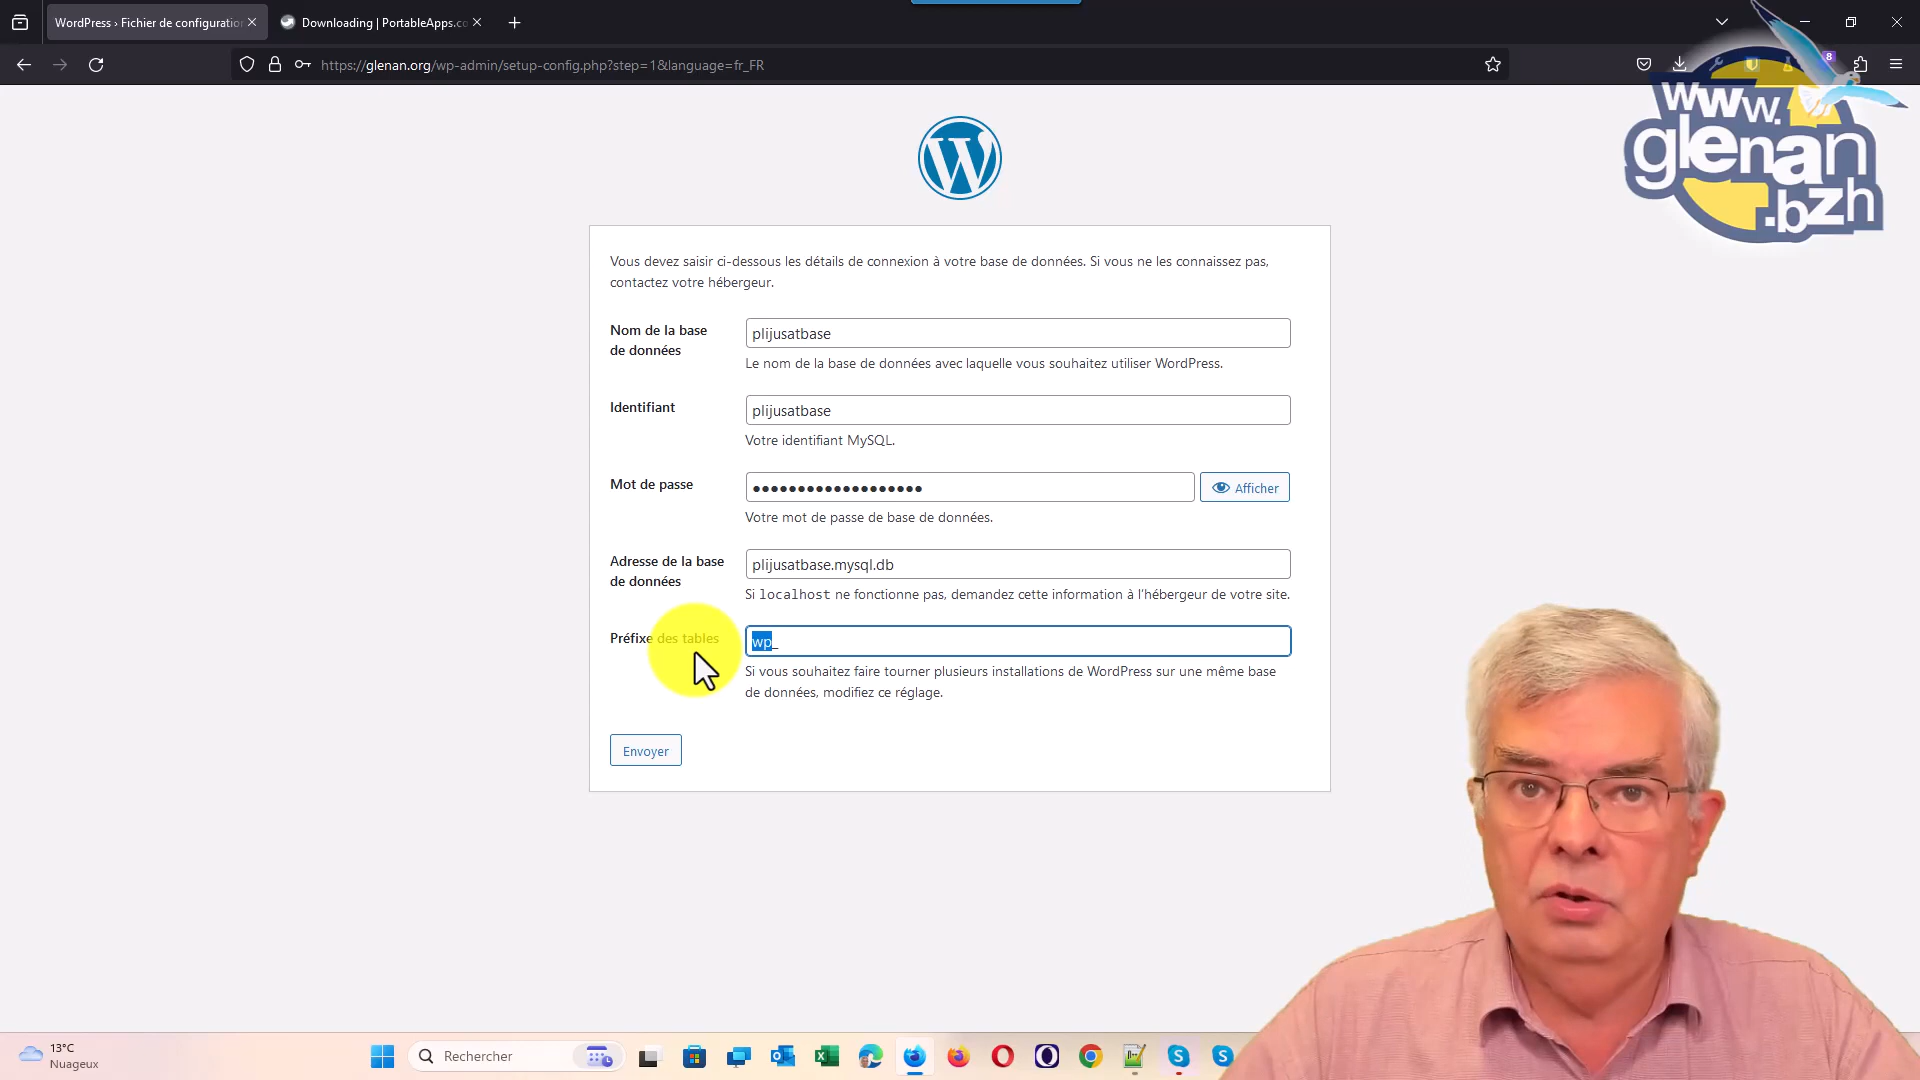 WordPress › Fichier de configuratio
Downloading | PortableApps.co
https://glenan.org/wp-admin/setup-config.php?step=1&language=fr_FR
8
www.
glenan
.bzh
Vous devez saisir ci-dessous les détails de connexion à votre base de données. Si vous ne les connaissez pas,
contactez votre hébergeur.
Nom de la base
de données
plijusatbase
Le nom de la base de données avec laquelle vous souhaitez utiliser WordPress.
Identifiant
plijusatbase
Votre identifiant MySQL.
Mot de passe
•••••••••••••••••••
Afficher
Votre mot de passe de base de données.
Adresse de la base
de données
plijusatbase.mysql.db
Si localhost ne fonctionne pas, demandez cette information à l’hébergeur de votre site.
Préfixe des tables
wp_
Si vous souhaitez faire tourner plusieurs installations de WordPress sur une même base
de données, modifiez ce réglage.
Envoyer
13°C
Nuageux
Rechercher